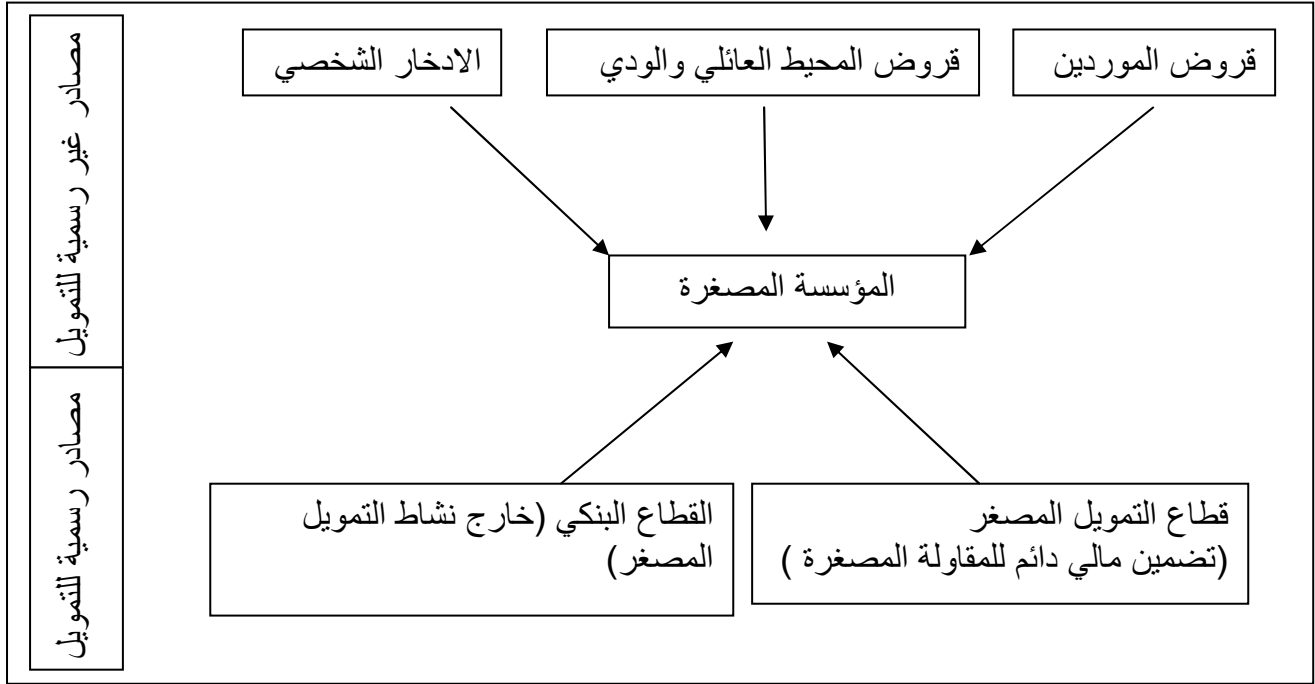 مصادر غير رسمية للتمويل
قروض الموردين
قروض المحيط العائلي والودي
الادخار الشخصي
المؤسسة المصغرة
مصادر رسمية للتمويل
قطاع التمويل المصغر
(تضمين مالي دائم للمقاولة المصغرة )
القطاع البنكي (خارج نشاط التمويل
المصغر)